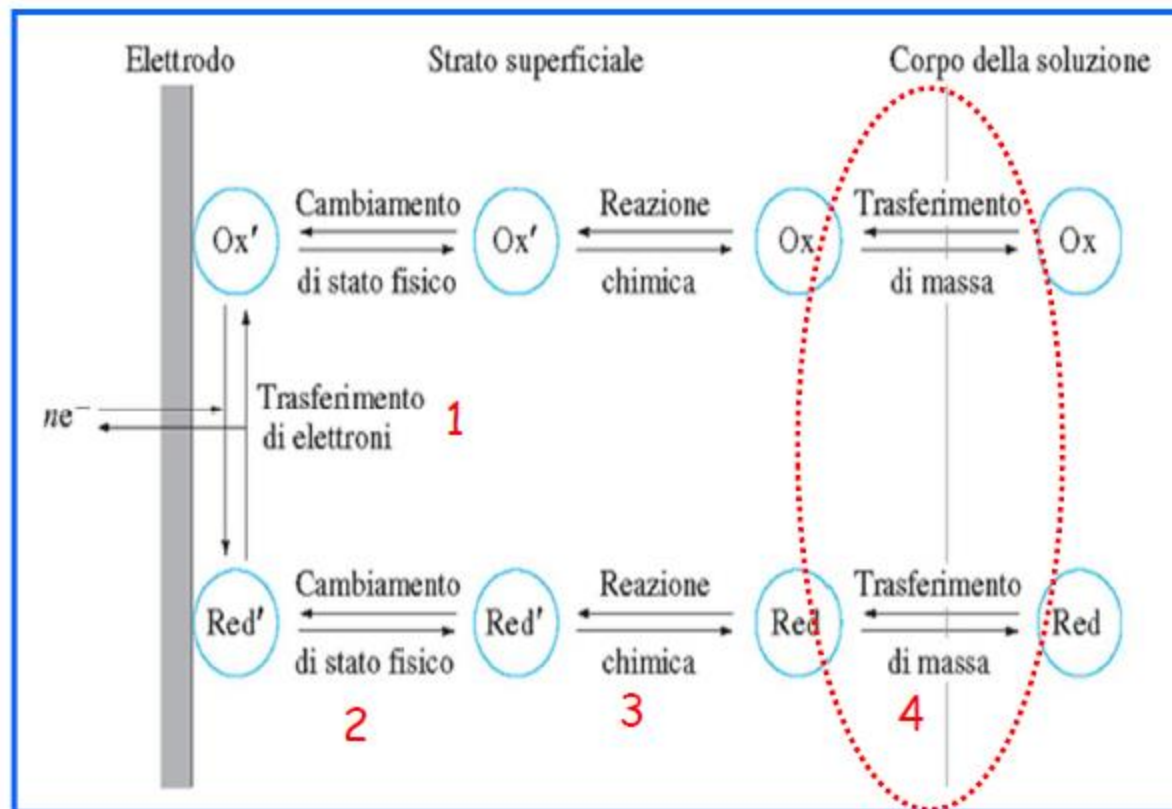 Elettrodo Strato superficiale Corpo della soluzione
Cambiamento Reazione Trasferimento
Ox′ Ox′ Ox Ox
di stato fisico chimica di massa
Trasferimento 1
ne⁻
di elettroni
Cambiamento Reazione Trasferimento
Red′ Red′ Red Red
di stato fisico chimica di massa
2 3 4